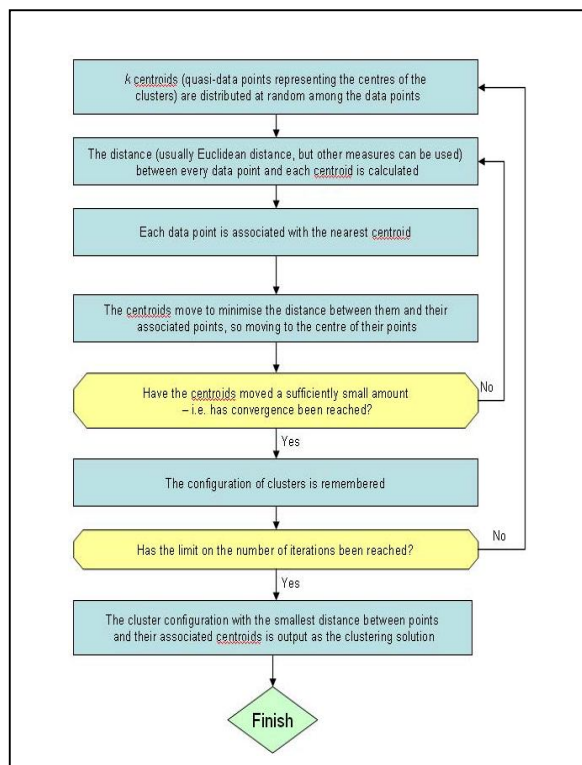 k centroids (quasi-data points representing the centres of the
clusters) are distributed at random among the data points
The distance (usually Euclidean distance, but other measures can be used)
between every data point and each centroid is calculated
Each data point is associated with the nearest centroid
The centroids move to minimise the distance between them and their
associated points, so moving to the centre of their points
Have the centroids moved a sufficiently small amount
– i.e. has convergence been reached?
No
Yes
The configuration of clusters is remembered
Has the limit on the number of iterations been reached?
No
Yes
The cluster configuration with the smallest distance between points
and their associated centroids is output as the clustering solution
Finish